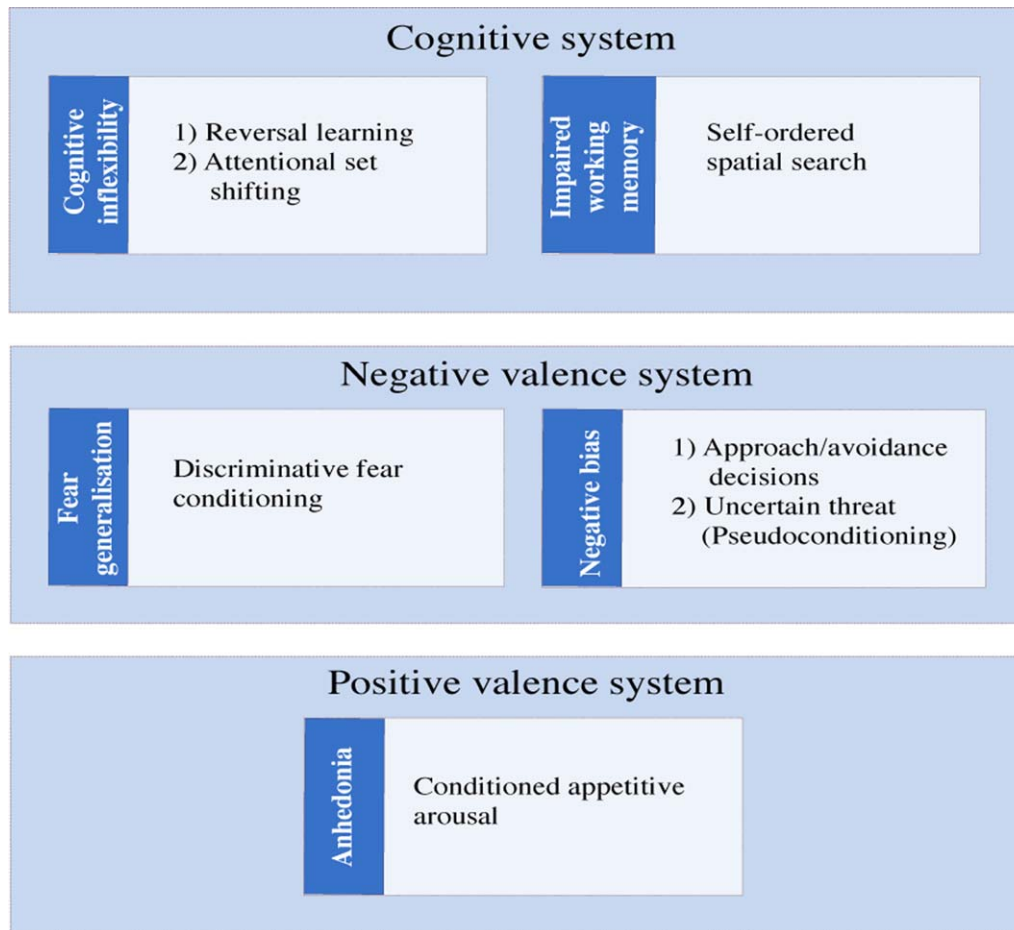 Cognitive system
Cognitive
inflexibility
1) Reversal learning
2) Attentional set
shifting
Impaired
working
memory
Self-ordered
spatial search
Negative valence system
Fear
generalisation
Discriminative fear
conditioning
Negative bias
1) Approach/avoidance
decisions
2) Uncertain threat
(Pseudoconditioning)
Positive valence system
Anhedonia
Conditioned appetitive
arousal